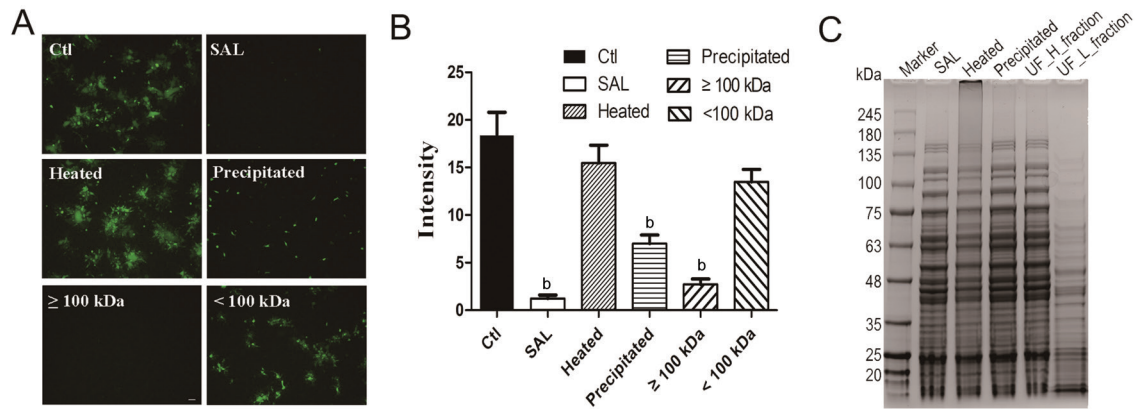 A
Ctl
SAL
Heated
Precipitated
≥ 100 kDa
< 100 kDa
B
Ctl
SAL
Heated
Precipitated
≥ 100 kDa
<100 kDa
Intensity
25
20
15
10
5
0
b
b
b
Ctl
SAL
Heated
Precipitated
≥ 100 kDa
< 100 kDa
C
kDa
Marker
SAL
Heated
Precipitated
UF_H_fraction
UF_L_fraction
245
180
135
100
75
63
48
35
25
20